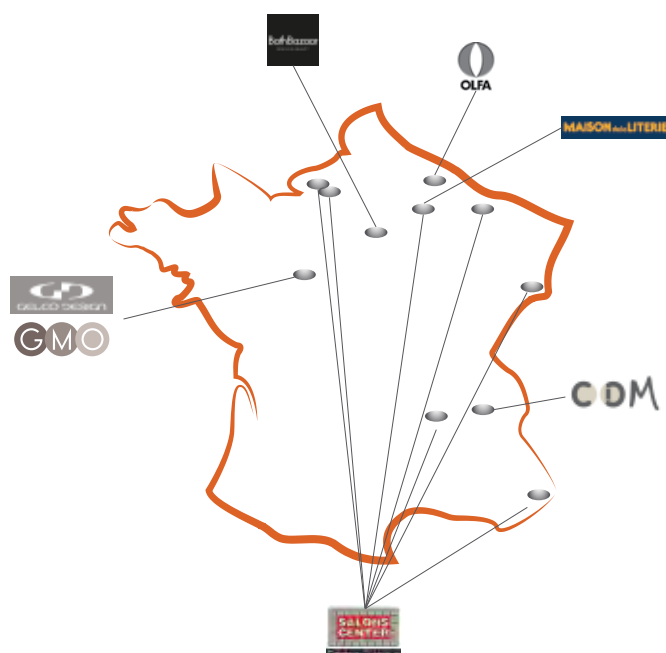 BathBazaar
OLFA
MAISON de la LITERIE
GELCO DESIGN
GMO
CDM
SALONS
CENTER